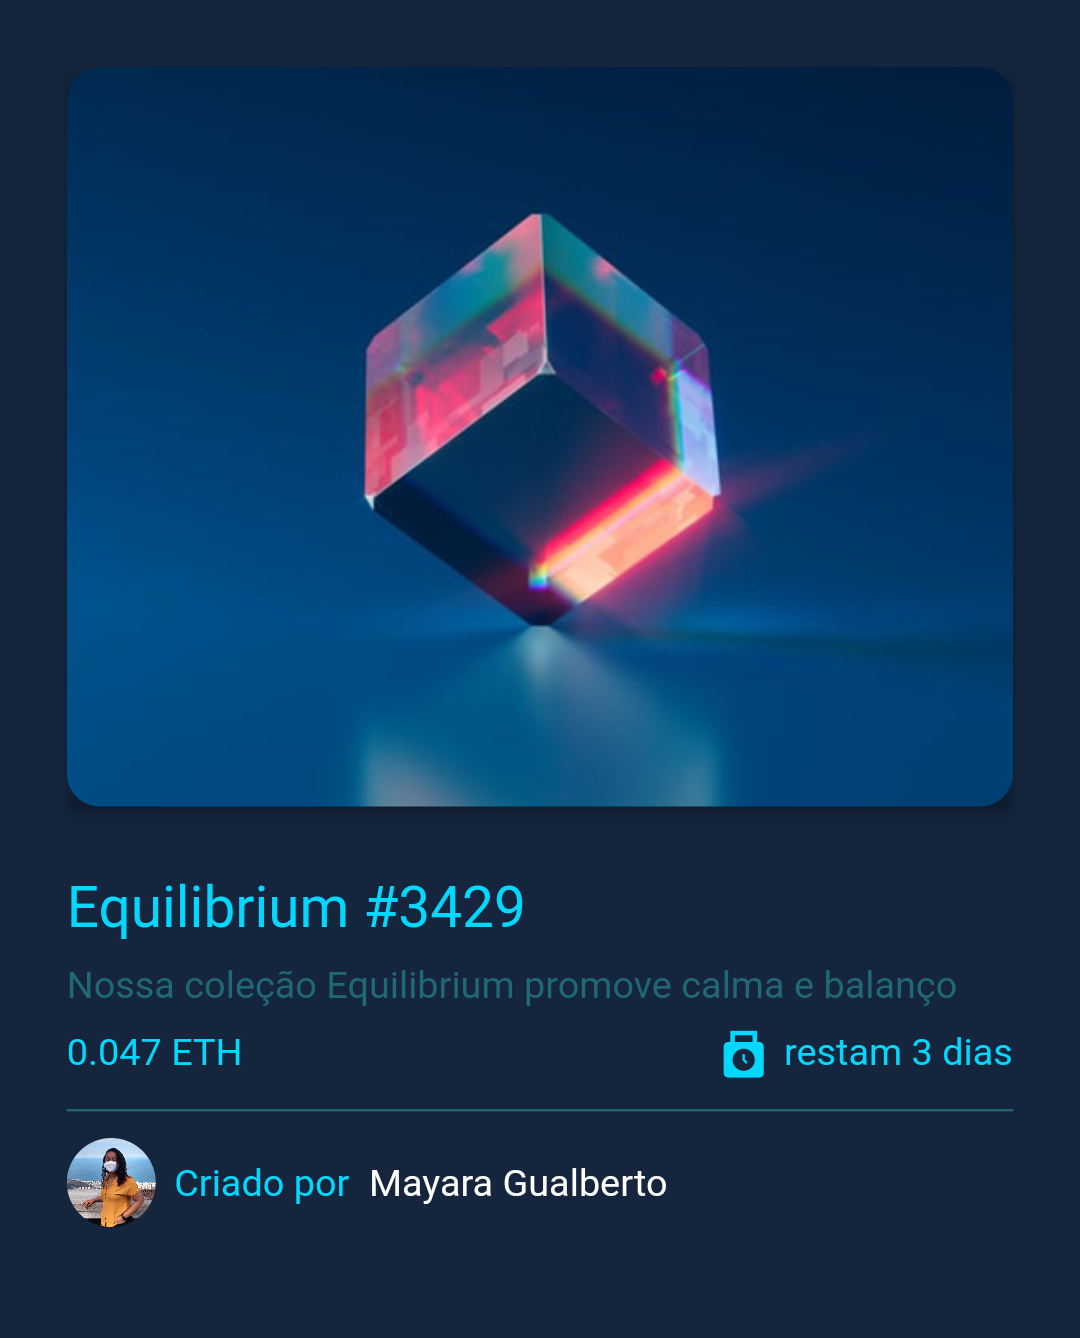 Equilibrium #3429
Nossa coleção Equilibrium promove calma e balanço
0.047 ETH restam 3 dias
Criado por Mayara Gualberto